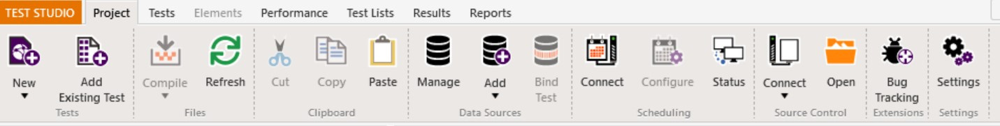 TEST STUDIO Project Tests Elements Performance Test Lists Results Reports
New Add Existing Test Compile Refresh Cut Copy Paste Manage Add Bind Test Connect Configure Status Connect Open Bug Tracking Settings
Tests Files Clipboard Data Sources Scheduling Source Control Extensions Settings